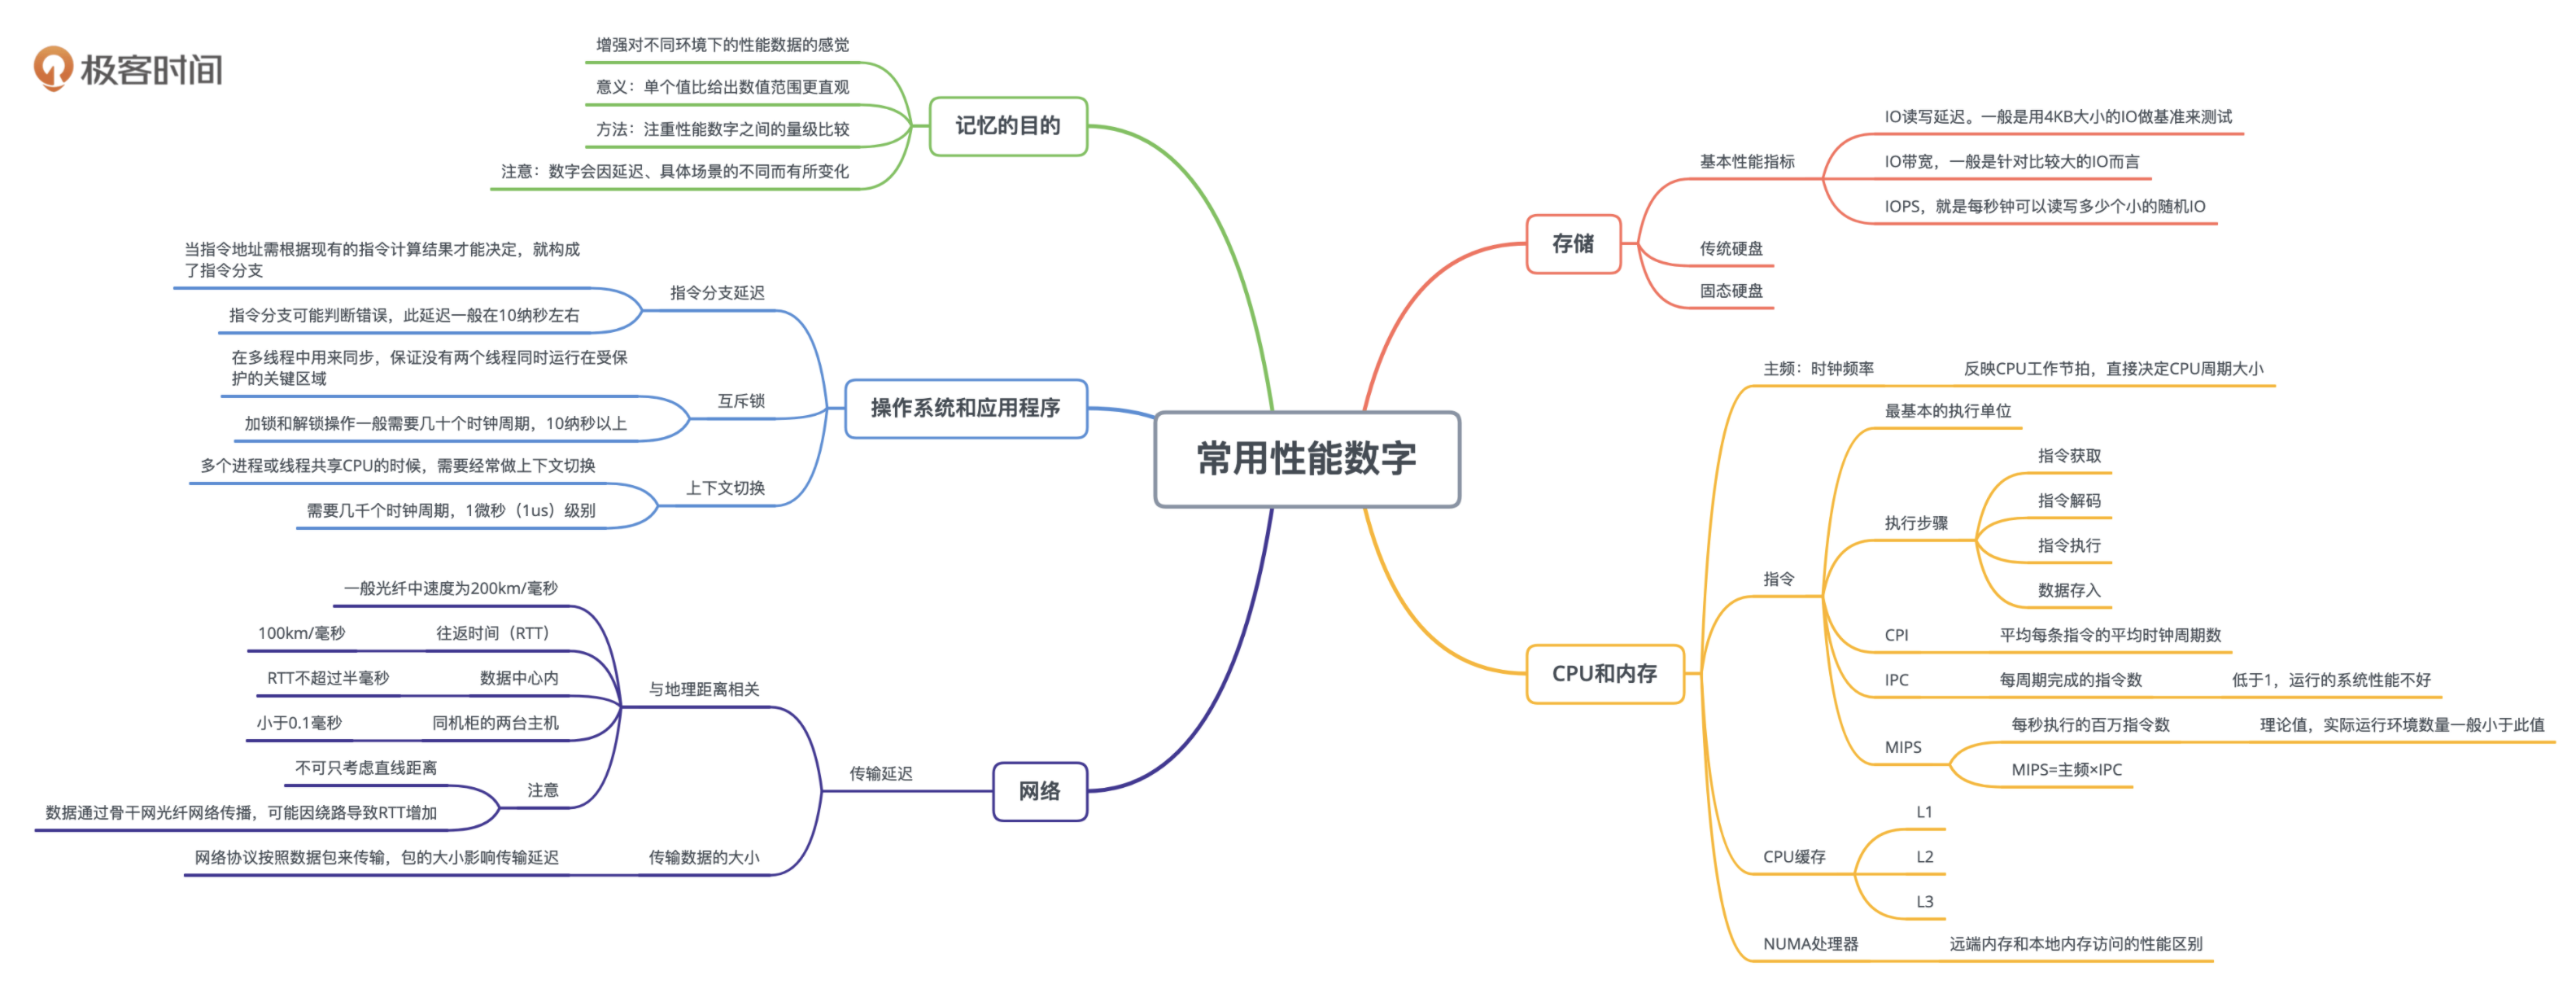 极客时间
常用性能数字
记忆的目的
增强对不同环境下的性能数据的感觉
意义：单个值比给出数值范围更直观
方法：注重性能数字之间的量级比较
注意：数字会因延迟、具体场景的不同而有所变化
操作系统和应用程序
指令分支延迟
当指令地址需根据现有的指令计算结果才能决定，就构成
了指令分支
指令分支可能判断错误，此延迟一般在10纳秒左右
互斥锁
在多线程中用来同步，保证没有两个线程同时运行在受保
护的关键区域
加锁和解锁操作一般需要几十个时钟周期，10纳秒以上
上下文切换
多个进程或线程共享CPU的时候，需要经常做上下文切换
需要几千个时钟周期，1微秒（1us）级别
网络
传输延迟
与地理距离相关
一般光纤中速度为200km/毫秒
往返时间（RTT）
100km/毫秒
数据中心内
RTT不超过半毫秒
同机柜的两台主机
小于0.1毫秒
注意
不可只考虑直线距离
数据通过骨干网光纤网络传播，可能因绕路导致RTT增加
传输数据的大小
网络协议按照数据包来传输，包的大小影响传输延迟
存储
基本性能指标
IO读写延迟。一般是用4KB大小的IO做基准来测试
IO带宽，一般是针对比较大的IO而言
IOPS，就是每秒钟可以读写多少个小的随机IO
传统硬盘
固态硬盘
CPU和内存
主频：时钟频率
反映CPU工作节拍，直接决定CPU周期大小
指令
最基本的执行单位
执行步骤
指令获取
指令解码
指令执行
数据存入
CPI
平均每条指令的平均时钟周期数
IPC
每周期完成的指令数
低于1，运行的系统性能不好
MIPS
每秒执行的百万指令数
理论值，实际运行环境数量一般小于此值
MIPS=主频×IPC
CPU缓存
L1
L2
L3
NUMA处理器
远端内存和本地内存访问的性能区别